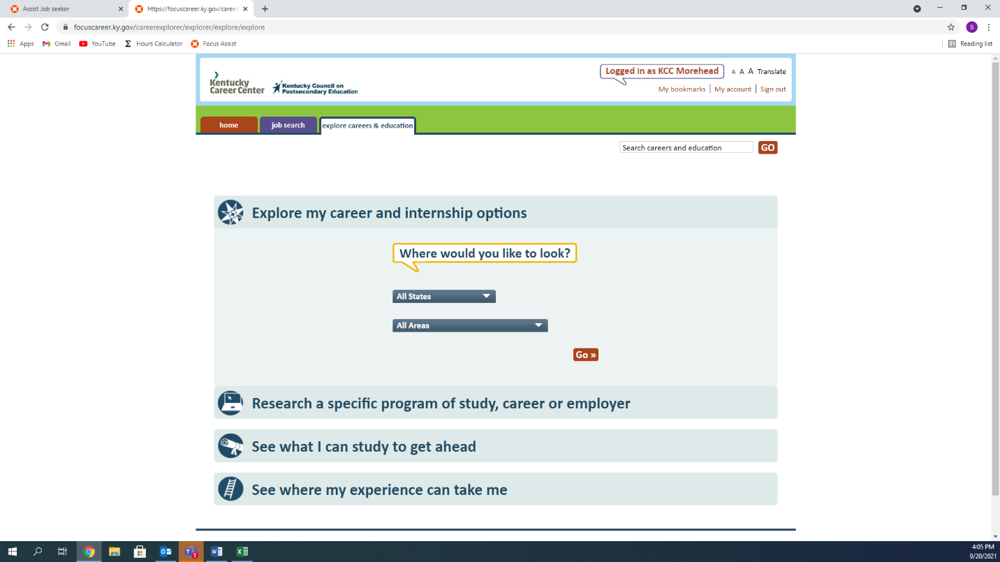 Assist Job seeker
https://focuscareer.ky.gov/career
focuscareer.ky.gov/careerexplorer/explorer/explore/explore
S
Apps
Gmail
YouTube
Hours Calculator
Focus Assist
Reading list
Kentucky
Career Center
Kentucky Council on
Postsecondary Education
Logged in as KCC Morehead
A A A Translate
My bookmarks
My account
Sign out
home
job search
explore careers & education
Search careers and education
GO
Explore my career and internship options
Where would you like to look?
All States
All Areas
Go »
Research a specific program of study, career or employer
See what I can study to get ahead
See where my experience can take me
1
4:05 PM
9/20/2021